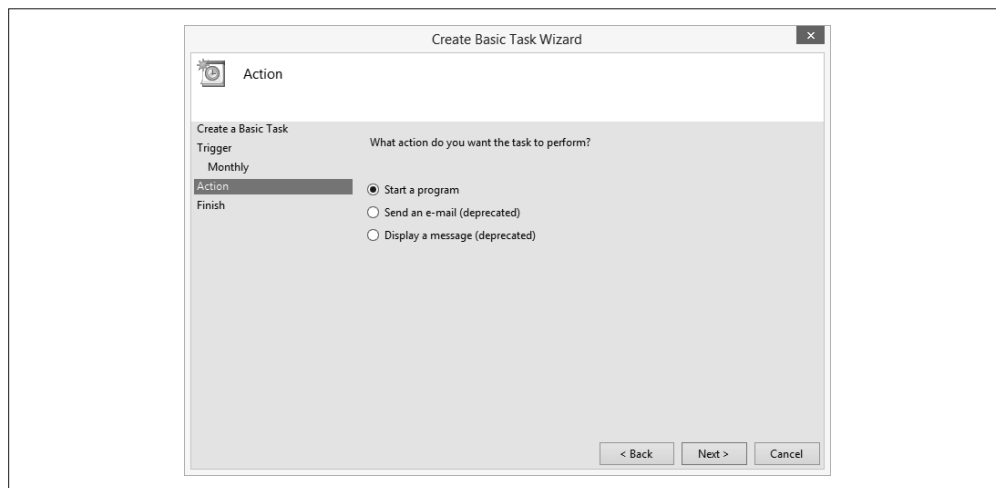 Create Basic Task Wizard
Action
Create a Basic Task
Trigger
Monthly
Action
Finish
What action do you want the task to perform?
Start a program
Send an e-mail (deprecated)
Display a message (deprecated)
< Back
Next >
Cancel